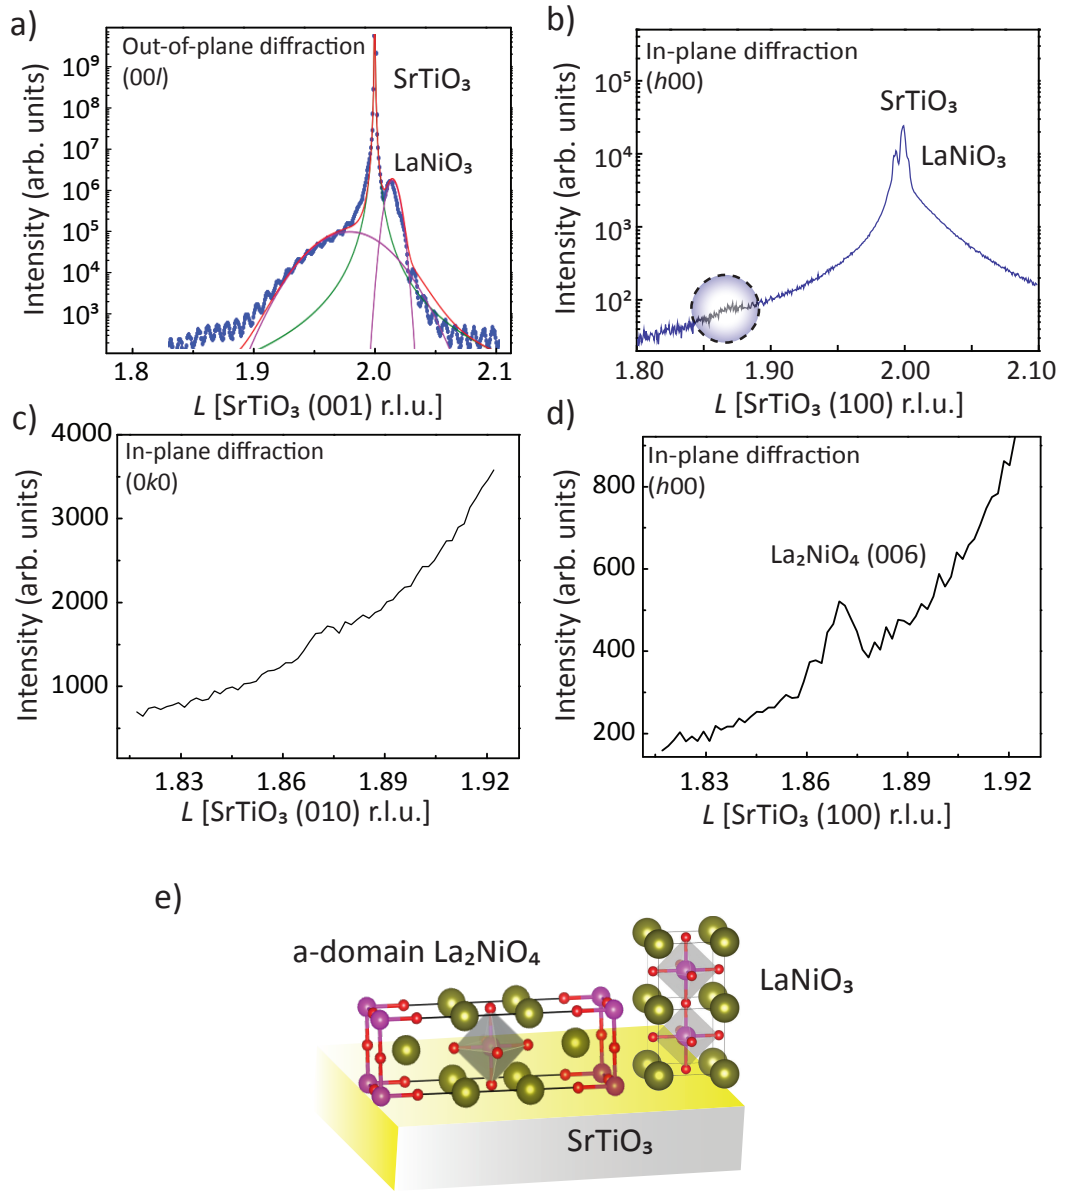 a)
Out-of-plane diffraction
(00l)
SrTiO₃
LaNiO₃
Intensity (arb. units)
10⁹
10⁸
10⁷
10⁶
10⁵
10⁴
10³
1.8 1.9 2.0 2.1
L [SrTiO₃ (001) r.l.u.]
b)
In-plane diffraction
(h00)
SrTiO₃
LaNiO₃
Intensity (arb. units)
10⁵
10⁴
10³
10²
1.80 1.90 2.00 2.10
L [SrTiO₃ (100) r.l.u.]
c)
In-plane diffraction
(0k0)
Intensity (arb. units)
4000
3000
2000
1000
1.83 1.86 1.89 1.92
L [SrTiO₃ (010) r.l.u.]
d)
In-plane diffraction
(h00)
La₂NiO₄ (006)
Intensity (arb. units)
800
600
400
200
1.83 1.86 1.89 1.92
L [SrTiO₃ (100) r.l.u.]
e)
a-domain La₂NiO₄
LaNiO₃
SrTiO₃